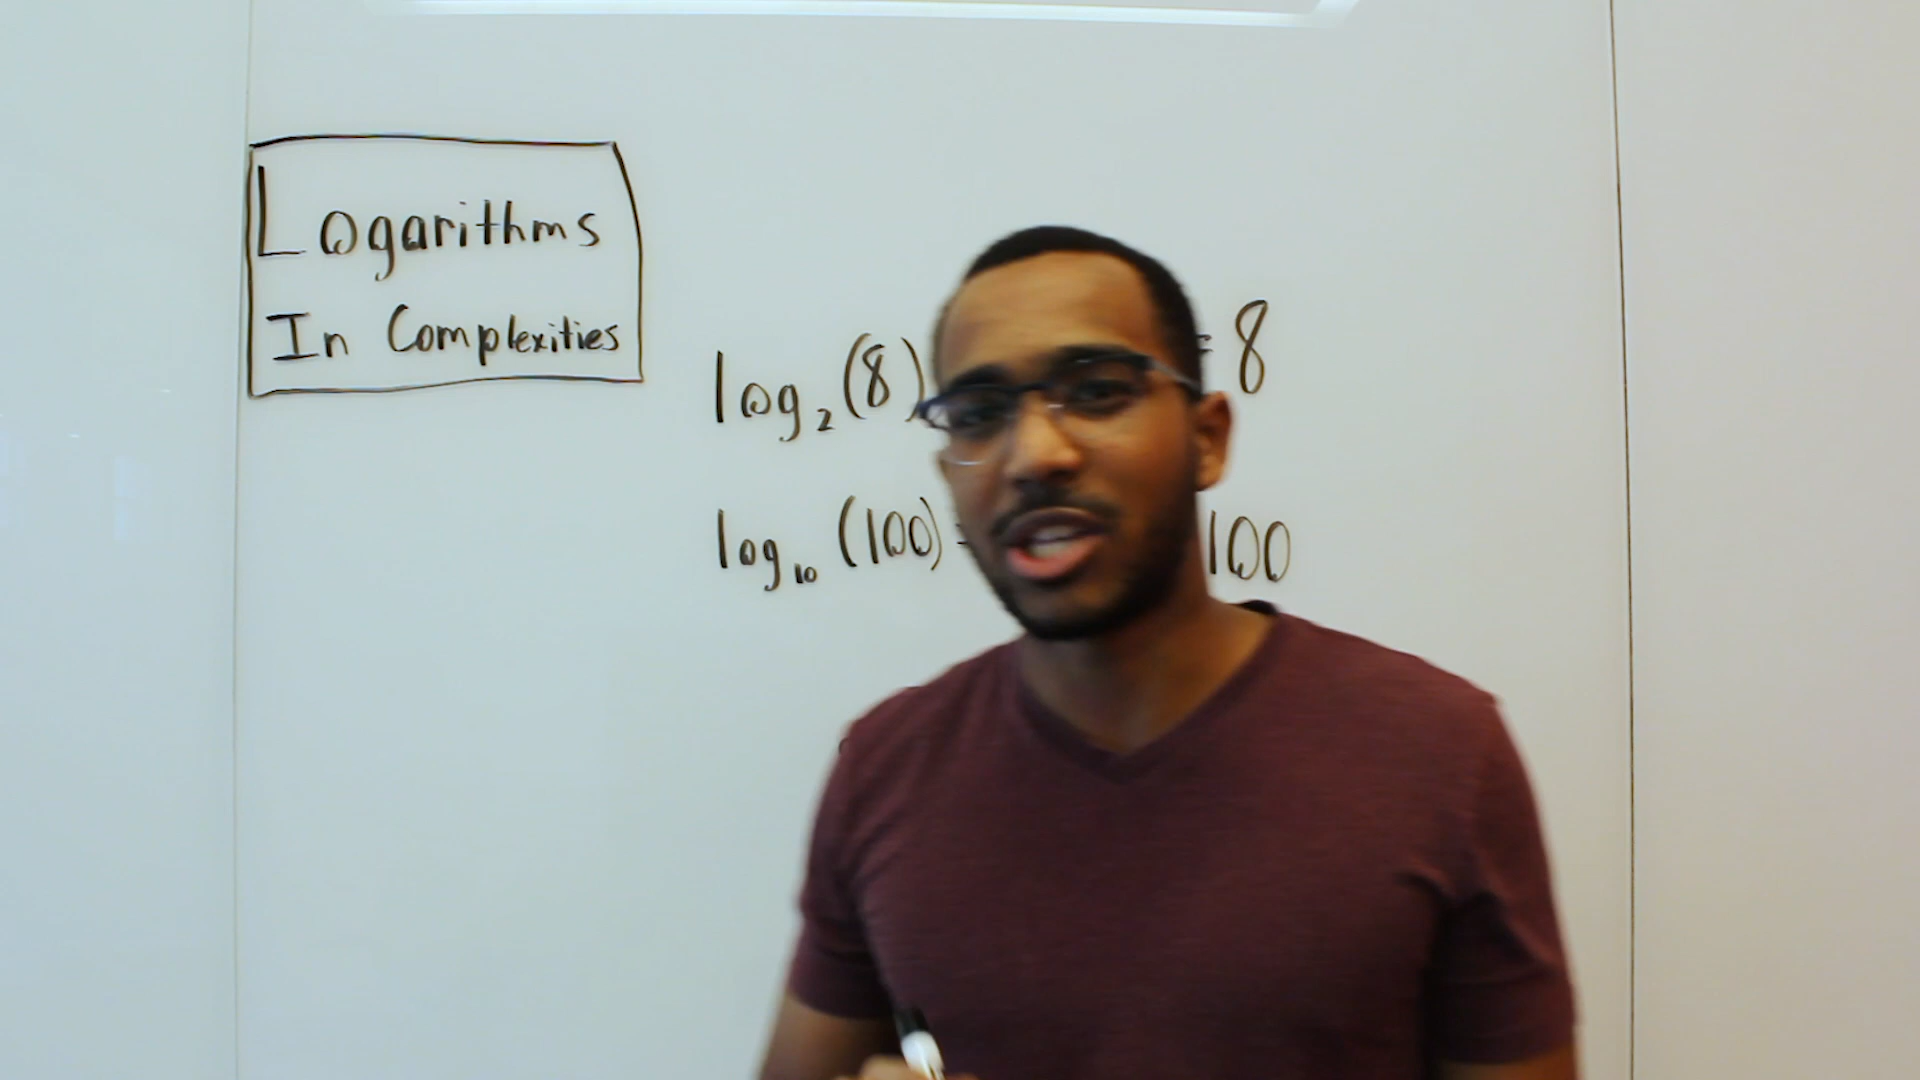 Logarithms
In Complexities
log₂(8) = 8
log₁₀(100) = 100